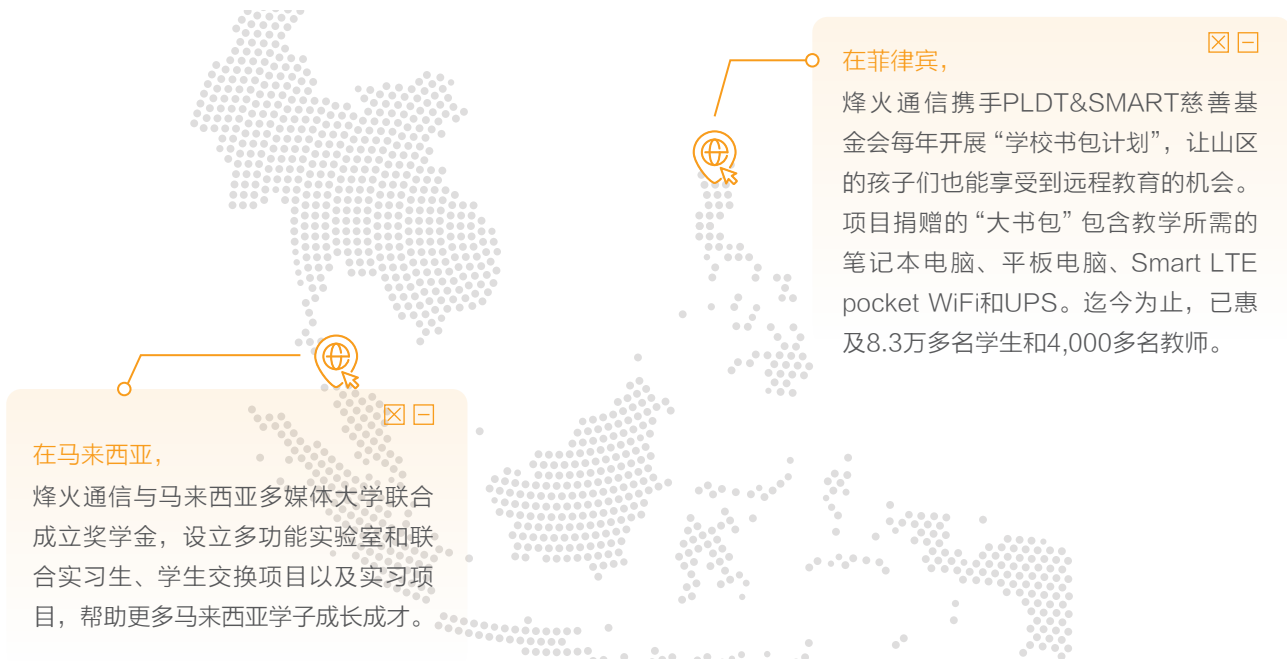 在菲律宾，
烽火通信携手PLDT&SMART慈善基
金会每年开展“学校书包计划”，让山区
的孩子们也能享受到远程教育的机会。
项目捐赠的“大书包”包含教学所需的
笔记本电脑、平板电脑、Smart LTE
pocket WiFi和UPS。迄今为止，已惠
及8.3万多名学生和4,000多名教师。
在马来西亚，
烽火通信与马来西亚多媒体大学联合
成立奖学金，设立多功能实验室和联
合实习生、学生交换项目以及实习项
目，帮助更多马来西亚学子成长成才。